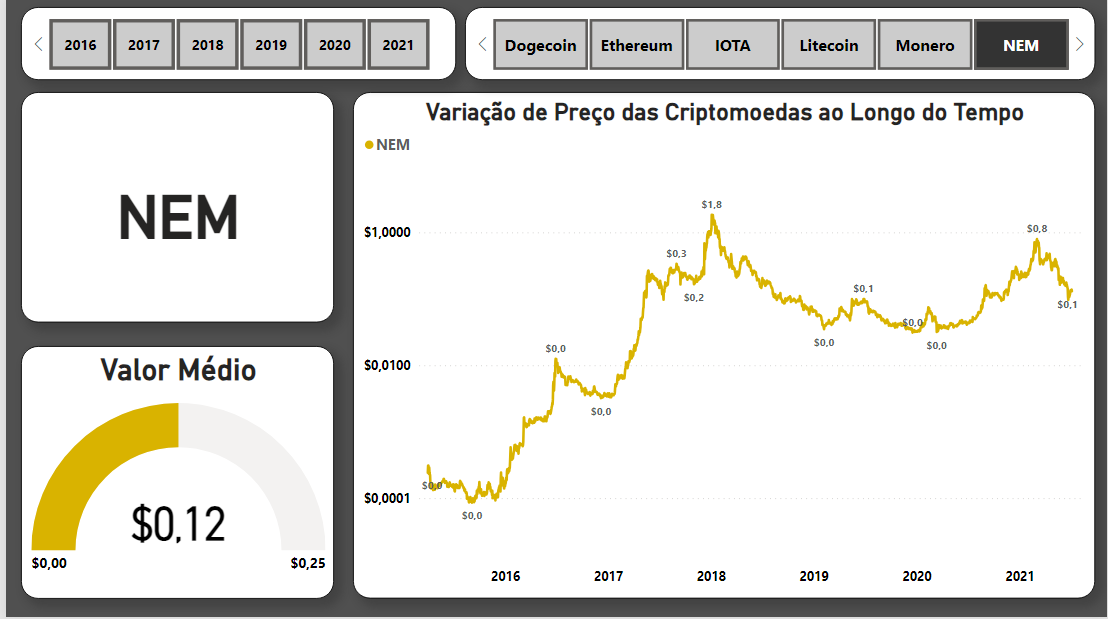 2016 2017 2018 2019 2020 2021
Dogecoin Ethereum IOTA Litecoin Monero NEM
NEM
Valor Médio
$0,12
$0,00 $0,25
Variação de Preço das Criptomoedas ao Longo do Tempo
NEM
$1,8
$1,0000
$0,8
$0,3
$0,2
$0,1
$0,1
$0,0
$0,0
$0,0
$0,0
$0,0100
$0,0
$0,0
$0,0001
$0,0
2016 2017 2018 2019 2020 2021